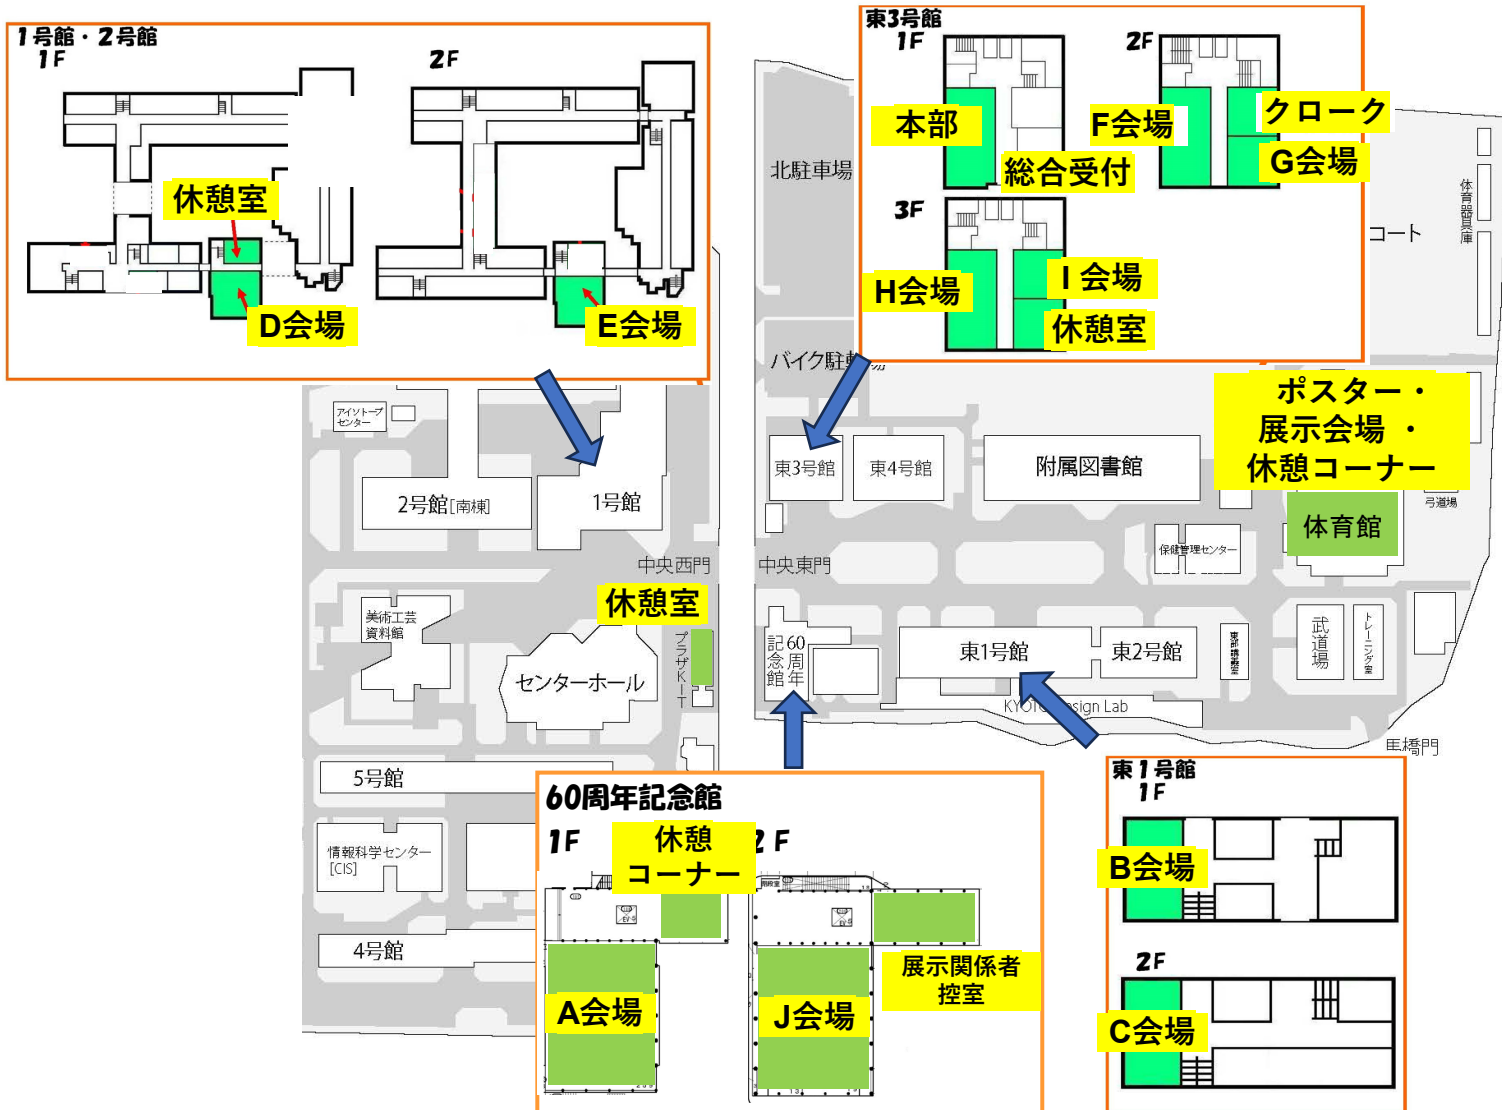 1号館・2号館
1F
2F
休憩室
D会場
E会場
東3号館
1F
2F
本部
総合受付
F会場
クローク
G会場
3F
H会場
I 会場
休憩室
北駐車場
バイク駐
コート
体育器具庫
ポスター・
展示会場 ・
休憩コーナー
アイソトープ
センター
2号館[南棟]
1号館
東3号館
東4号館
附属図書館
体育館
弓道場
中央西門
中央東門
保健管理センター
休憩室
プラザKIT
美術工芸
資料館
センターホール
60周年
記念館
東1号館
東2号館
武道場
トレーニング室
KYOTO Design Lab
馬橋門
5号館
情報科学センター
[CIS]
4号館
60周年記念館
1F
休憩
コーナー
2 F
EV-S
EV-S
A会場
J会場
展示関係者
控室
東1号館
1F
B会場
2F
C会場